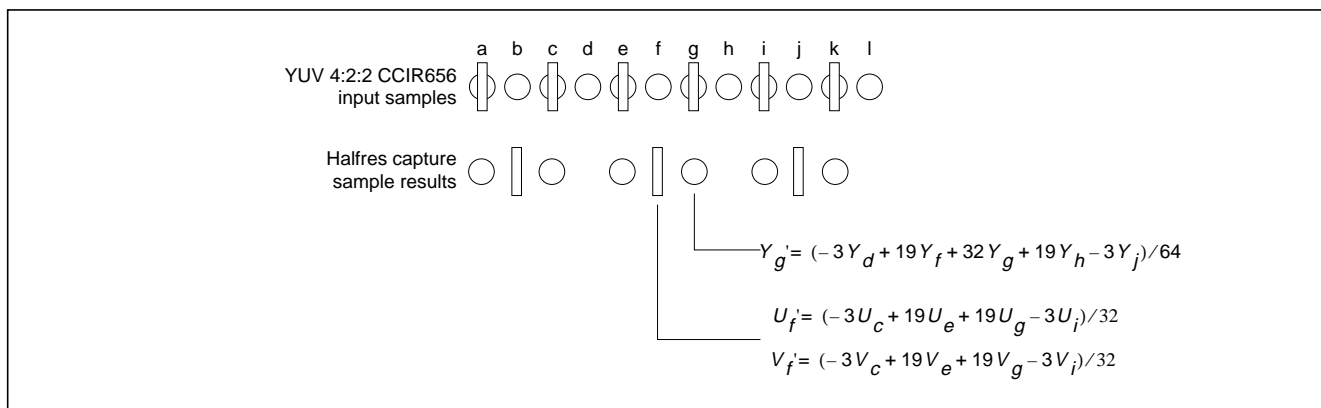 a b c d e f g h i j k l
YUV 4:2:2 CCIR656
input samples
Halfres capture
sample results
Y_g'= (– 3Y_d + 19Y_f + 32Y_g + 19Y_h – 3Y_j)/64
U_f'= (– 3U_c + 19U_e + 19U_g – 3U_i)/32
V_f'= (– 3V_c + 19V_e + 19V_g – 3V_i)/32